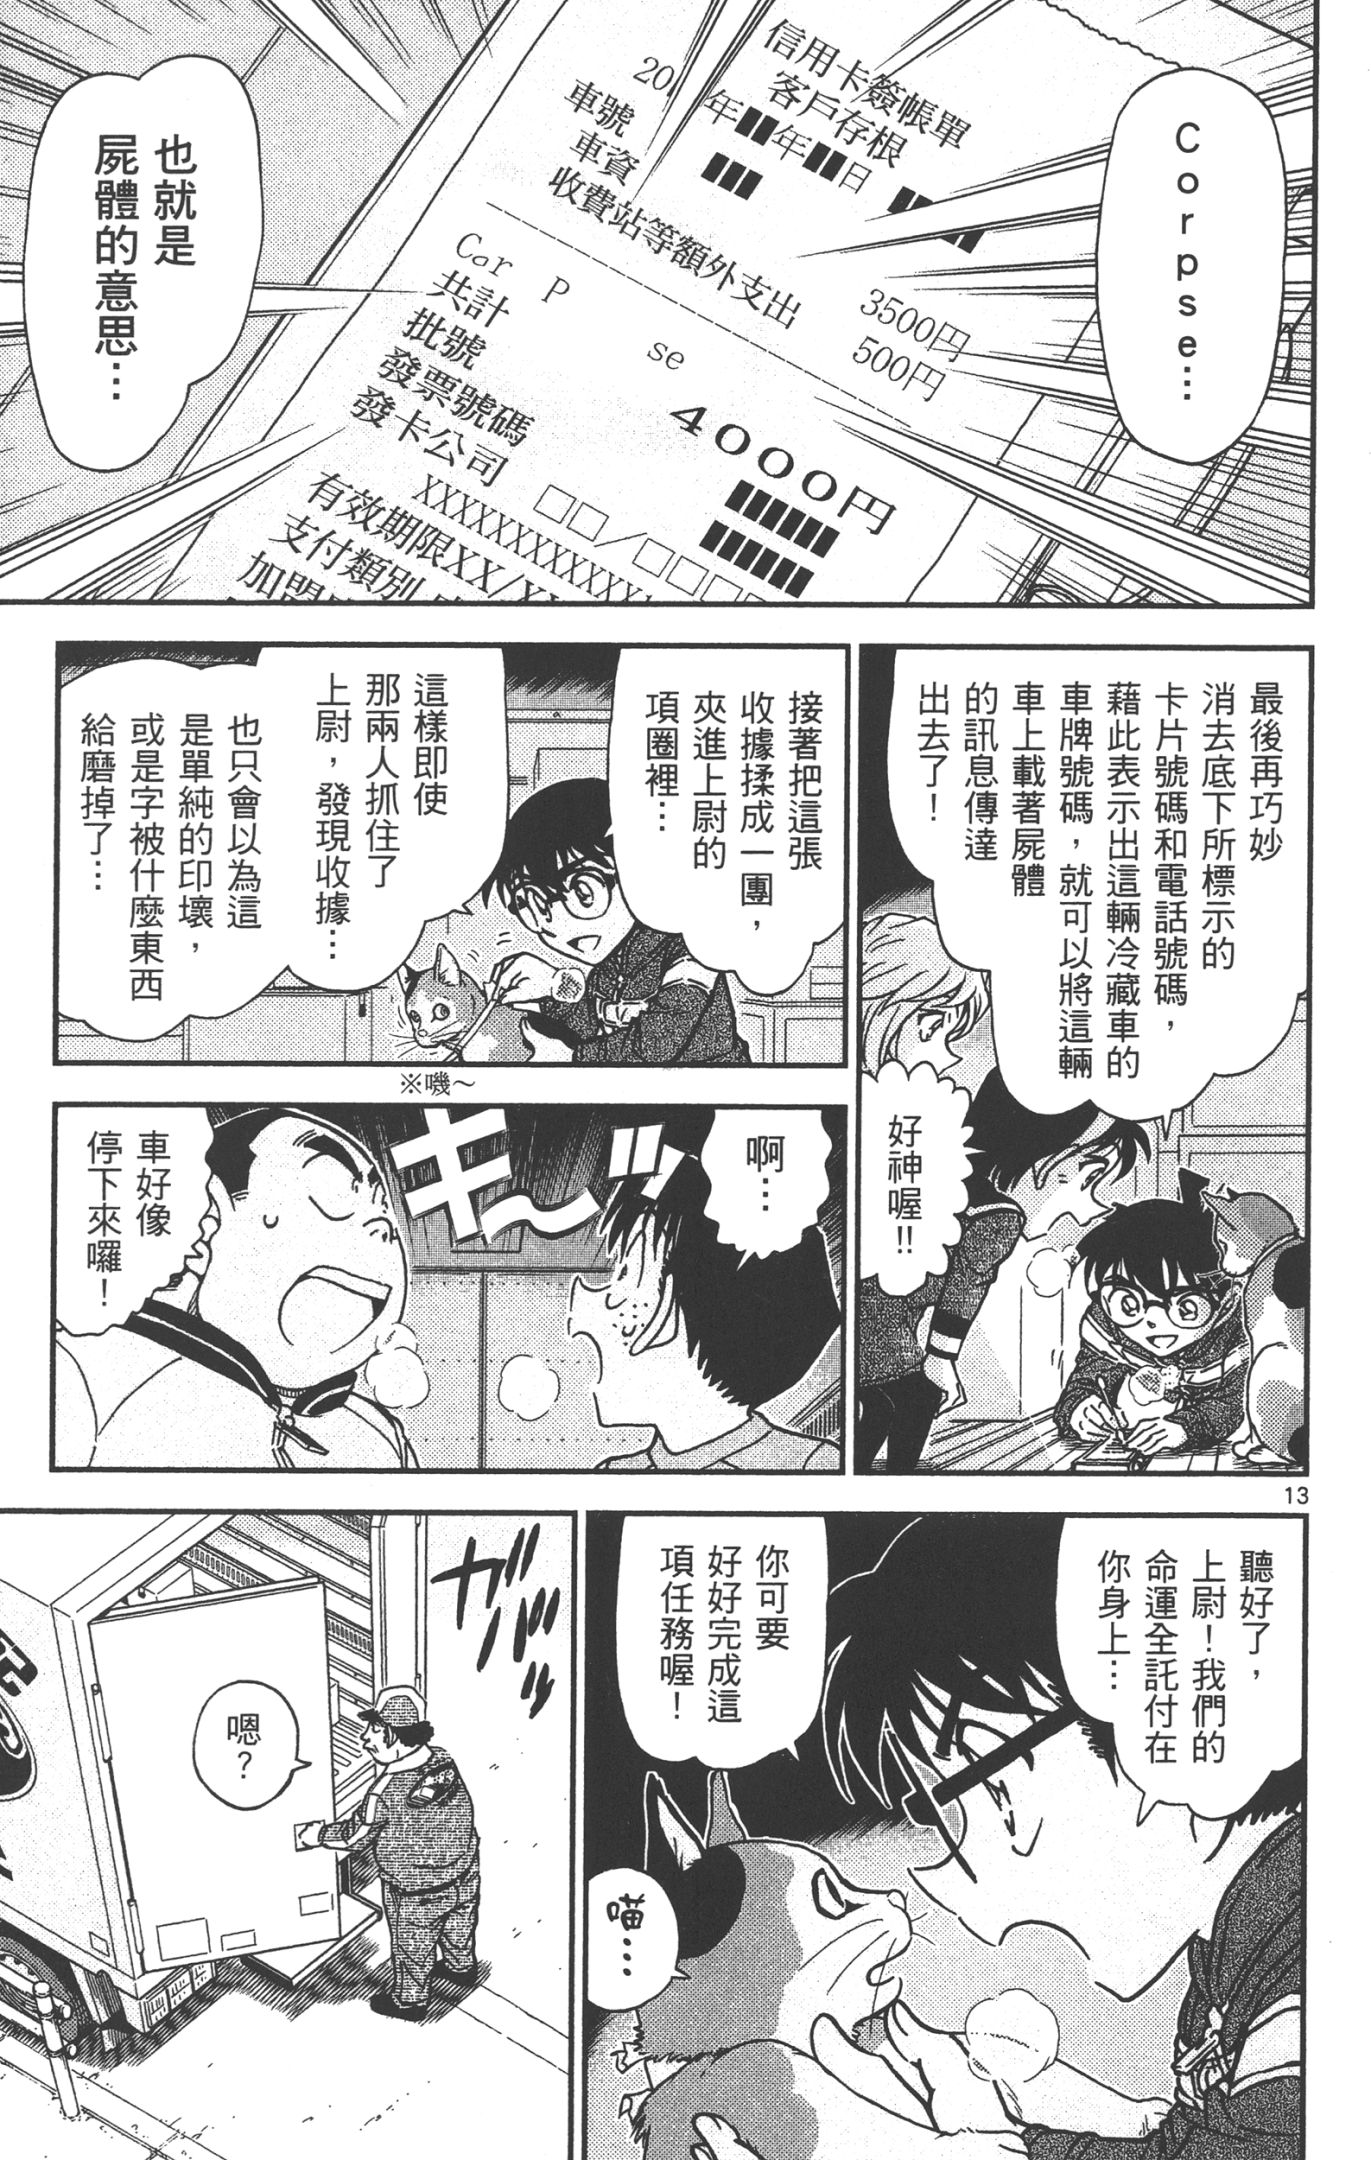 Corpse…
信用卡簽帳單
客戶存根
20 年 年 日
車號
車資 3500円
收費站等額外支出 500円
Car P se
共計 4000円
批號
發票號碼
發卡公司 □□/□□□□
XXXXXXXXXXXXX
有效期限XX/X
支付類別
加盟
也就是
屍體的意思…
最後再巧妙
消去底下所標示的
卡片號碼和電話號碼，
藉此表示出這輛冷藏車的
車牌號碼，就可以將這輛
車上載著屍體
的訊息傳達
出去了！
好神喔!!
接著把這張
收據揉成一團，
夾進上尉的
項圈裡…
這樣即使
那兩人抓住了
上尉，發現收據…
也只會以為這
是單純的印壞，
或是字被什麼東西
給磨掉了…
※嘰～
啊…
キ～ッ
車好像
停下來囉！
13
聽好了，
上尉！我們的
命運全託付在
你身上…
你可要
好好完成這
項任務喔！
喵…
ガパッ
嗯？
配